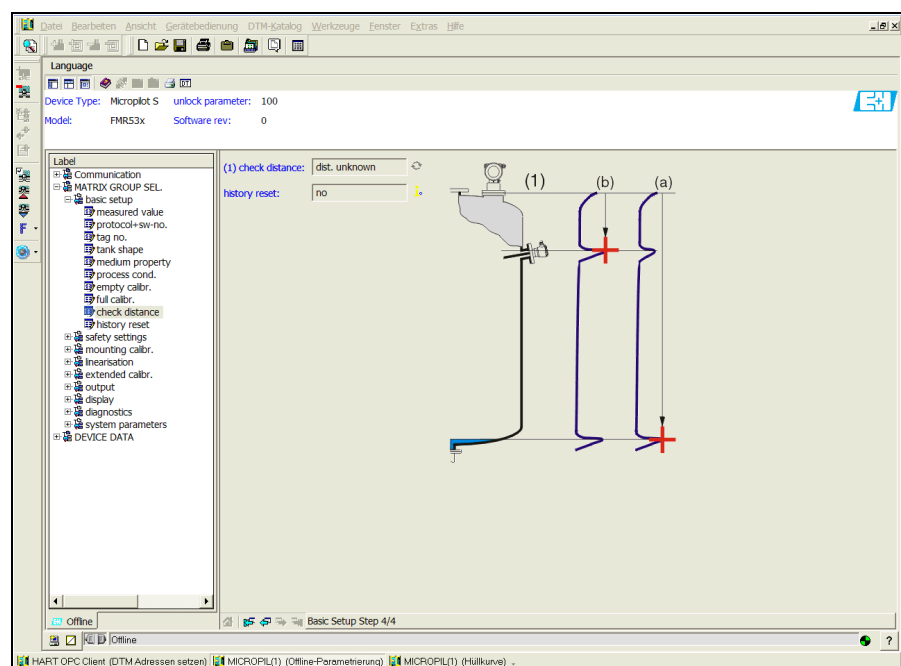 Datei Bearbeiten Ansicht Gerätebedienung DTM-Katalog Werkzeuge Fenster Extras Hilfe
Language
Device Type: Micropilot S unlock parameter: 100
Model: FMR53x Software rev: 0
E+H
Label
Communication
MATRIX GROUP SEL.
basic setup
measured value
protocol+sw-no.
tag no.
tank shape
medium property
process cond.
empty calibr.
full calibr.
check distance
history reset
safety settings
mounting calibr.
linearisation
extended calibr.
output
display
diagnostics
system parameters
DEVICE DATA
(1) check distance: dist. unknown
history reset: no
(1) (b) (a)
F
Offline
Basic Setup Step 4/4
Offline
HART OPC Client (DTM Adressen setzen) MICROPIL(1) (Offline-Parametrierung) MICROPIL(1) (Hüllkurve)